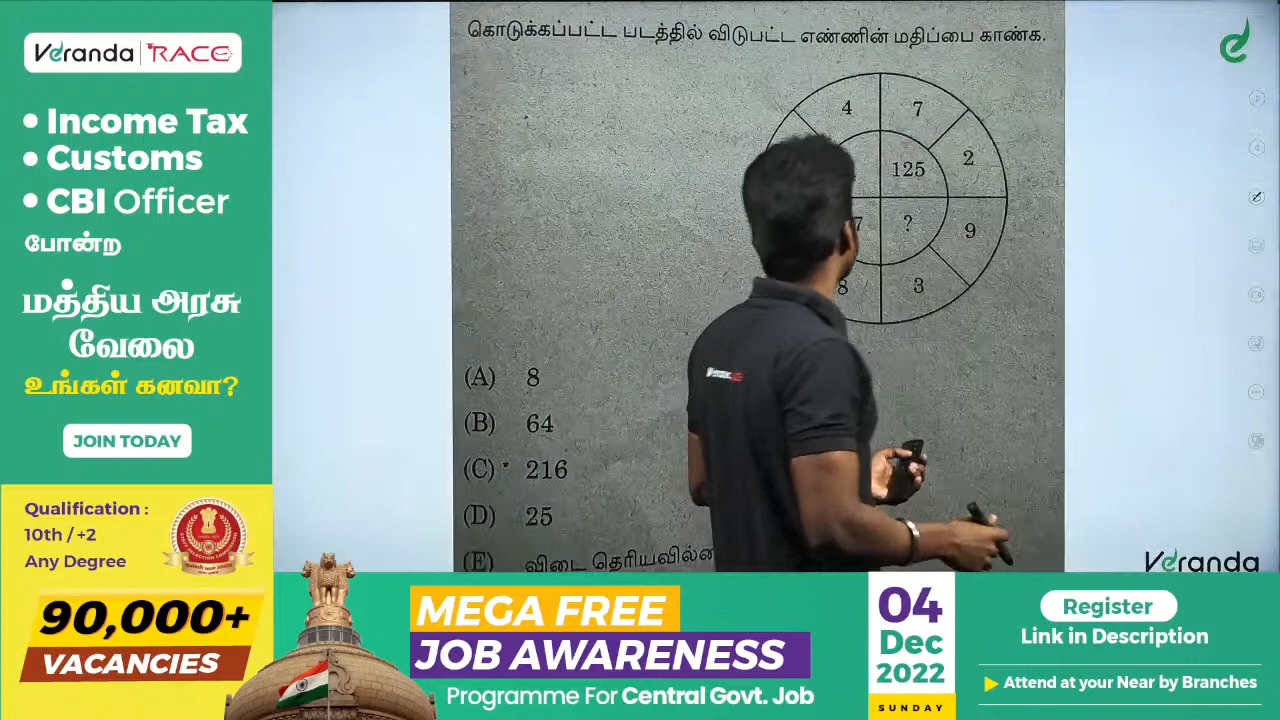 Veranda RACE
• Income Tax
• Customs
• CBI Officer
போன்ற
மத்திய அரசு
வேலை
உங்கள் கனவா?
JOIN TODAY
Qualification :
10th / +2
Any Degree
90,000+
VACANCIES
கொடுக்கப்பட்ட படத்தில் விடுபட்ட எண்ணின் மதிப்பை காண்க.
4 7
125 2
7 ? 9
8 3
(A) 8
(B) 64
(C) 216
(D) 25
(E) விடை
Veranda
MEGA FREE
JOB AWARENESS
Programme For Central Govt. Job
04
Dec
2022
SUNDAY
Register
Link in Description
Attend at your Near by Branches